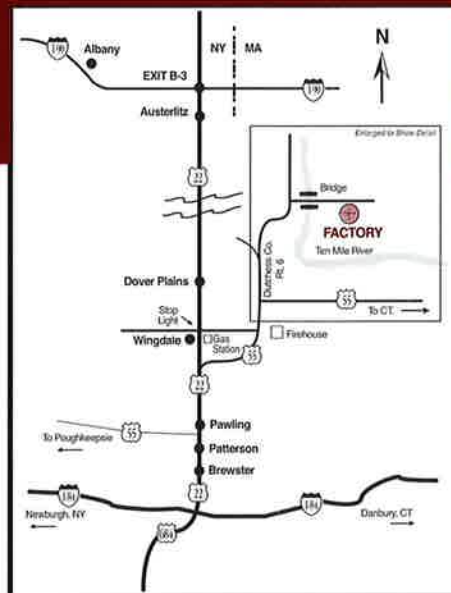 NY MA
N
I-90
Albany
EXIT B-3
I-90
Austerlitz
Enlarged to Show Detail
22
Bridge
FACTORY
Ten Mile River
Dutchess Co.
Rt. 6
Dover Plains
55
To CT.
Stop
Light
Wingdale
Gas
Station
Firehouse
55
22
Pawling
55
To Poughkeepsie
Patterson
Brewster
I-84
22
I-84
Newburgh, NY
Danbury, CT
684